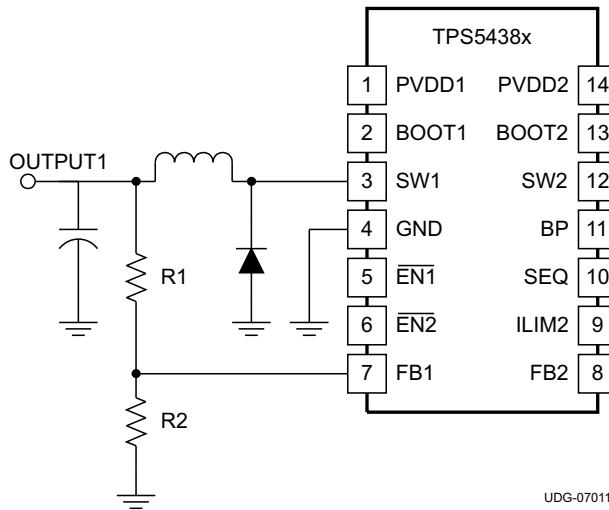 TPS5438x
1 PVDD1 PVDD2 14
2 BOOT1 BOOT2 13
OUTPUT1
3 SW1 SW2 12
4 GND BP 11
5 EN1 SEQ 10
R1
6 EN2 ILIM2 9
7 FB1 FB2 8
R2
UDG-07011